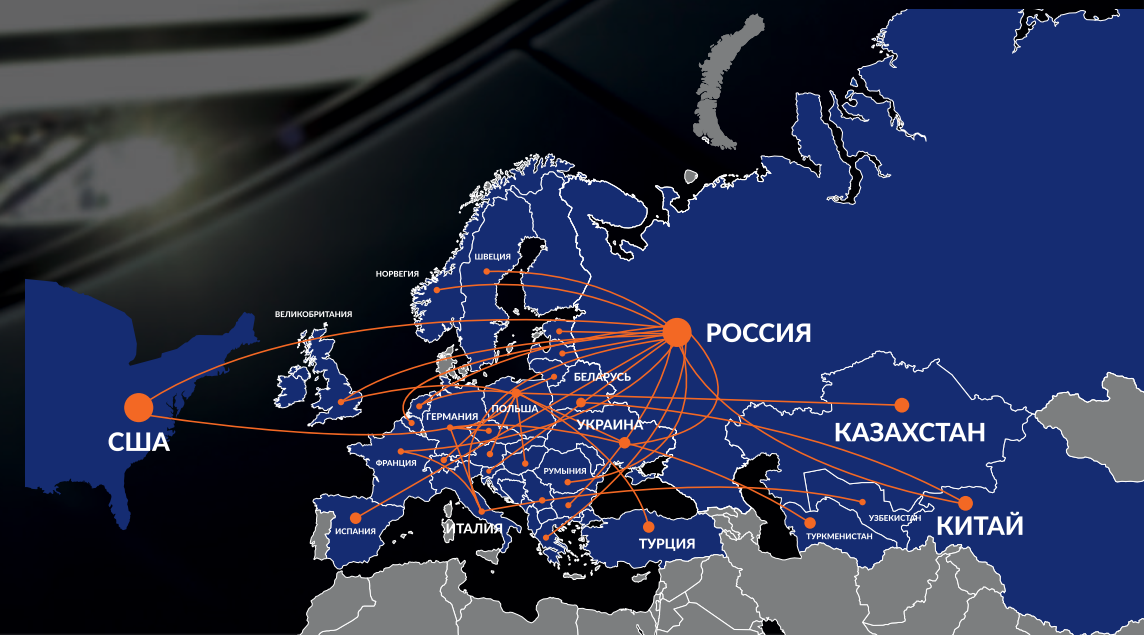 ШВЕЦИЯ
НОРВЕГИЯ
ВЕЛИКОБРИТАНИЯ
РОССИЯ
БЕЛАРУСЬ
ПОЛЬША
ГЕРМАНИЯ
УКРАИНА
США
КАЗАХСТАН
ФРАНЦИЯ
РУМЫНИЯ
УЗБЕКИСТАН
ИСПАНИЯ
ИТАЛИЯ
КИТАЙ
ТУРКМЕНИСТАН
ТУРЦИЯ